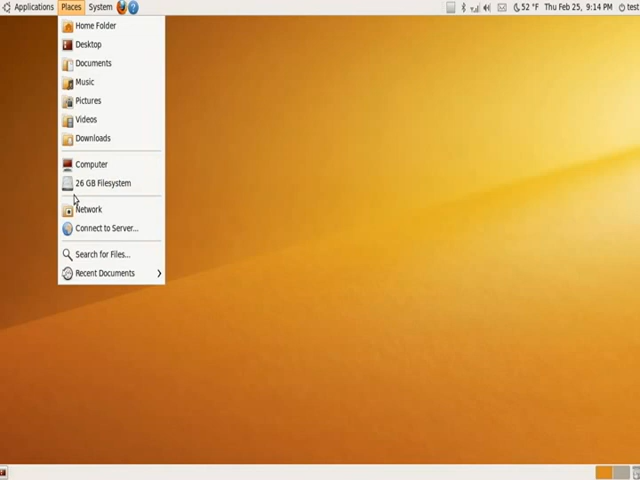 Applications Places System 52 °F Thu Feb 25, 9:14 PM test
Home Folder
Desktop
Documents
Music
Pictures
Videos
Downloads
Computer
26 GB Filesystem
Network
Connect to Server...
Search for Files...
Recent Documents